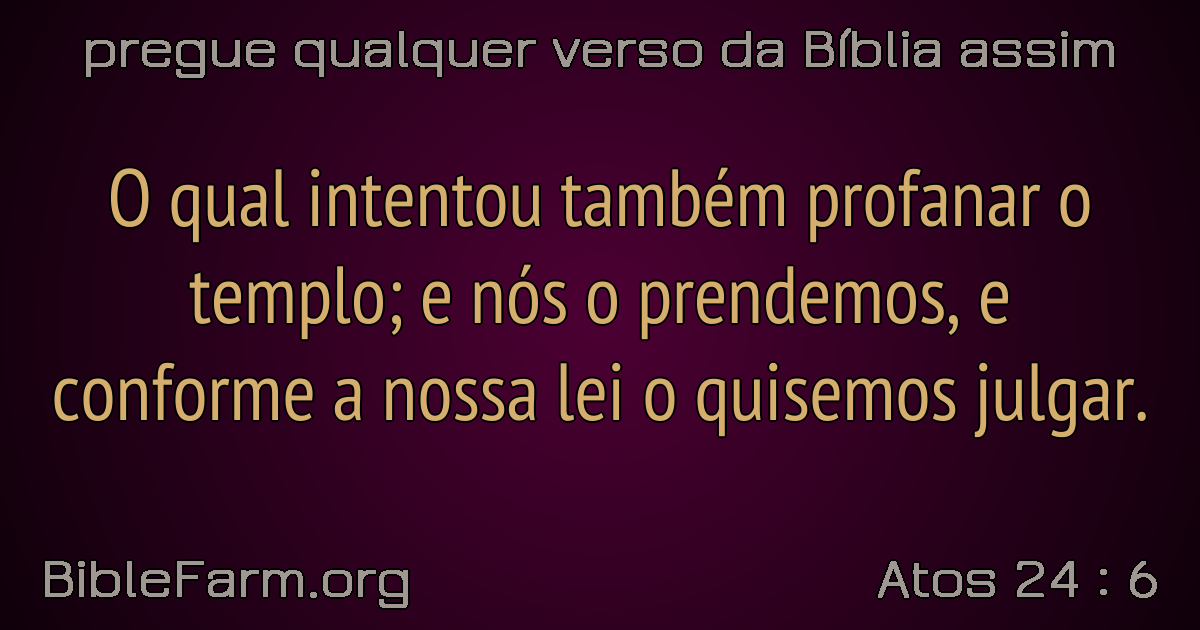 pregue qualquer verso da Bíblia assim
O qual intentou também profanar o
templo; e nós o prendemos, e
conforme a nossa lei o quisemos julgar.
BibleFarm.org
Atos 24 : 6